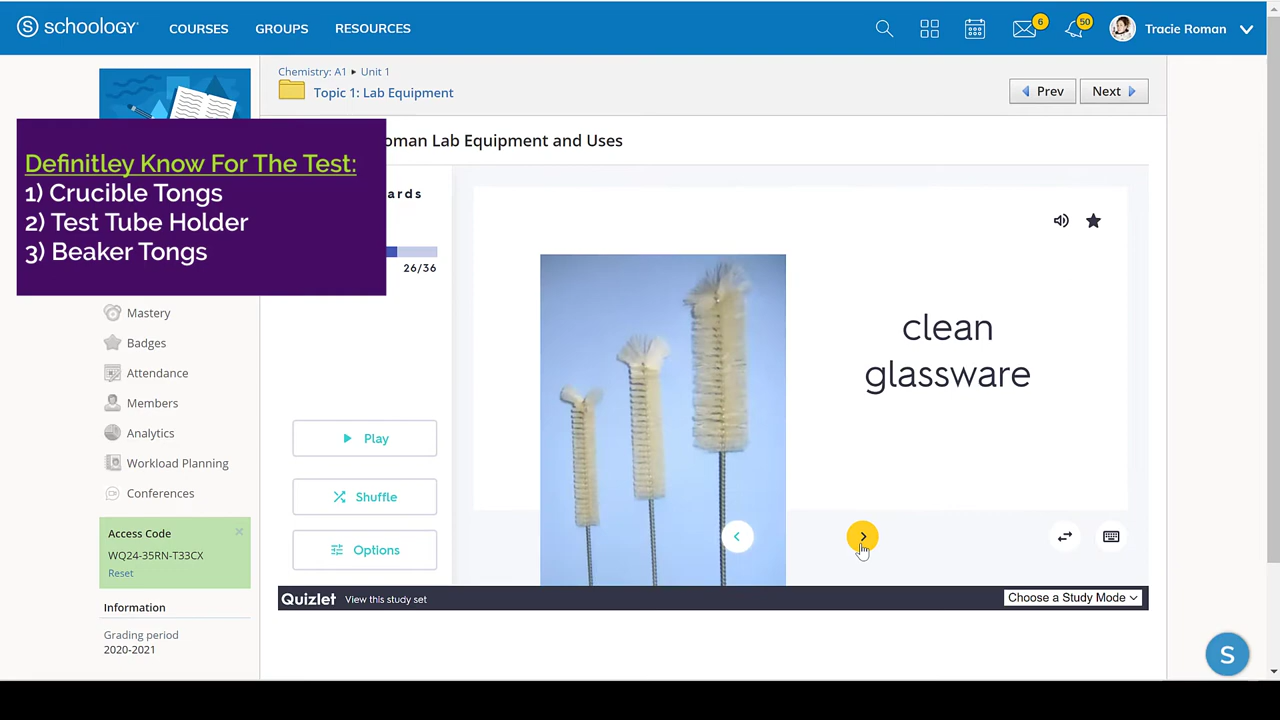 schoology
COURSES
GROUPS
RESOURCES
6
50
Tracie Roman
Chemistry: A1 ▸ Unit 1
Topic 1: Lab Equipment
Prev
Next
oman Lab Equipment and Uses
Definitley Know For The Test:
1) Crucible Tongs
2) Test Tube Holder
3) Beaker Tongs
ards
26/36
clean
glassware
Mastery
Badges
Attendance
Members
Analytics
Workload Planning
Conferences
Play
Shuffle
Options
Access Code
WQ24-35RN-T33CX
Reset
Information
Grading period
2020-2021
Quizlet View this study set
Choose a Study Mode
S